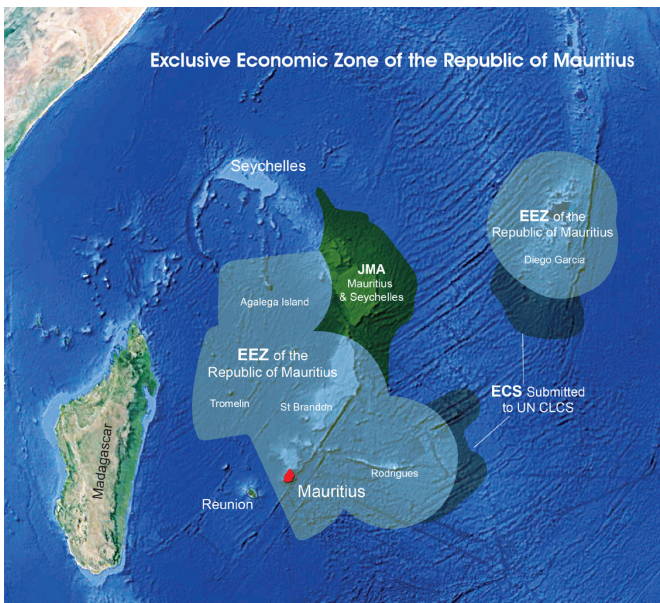 Exclusive Economic Zone of the Republic of Mauritius
Seychelles
EEZ of the
Republic of Mauritius
Diego Garcia
JMA
Mauritius
& Seychelles
Agalega Island
EEZ of the
Republic of Mauritius
Tromelin
St Brandon
ECS Submitted
to UN CLCS
Madagascar
Rodrigues
Mauritius
Reunion